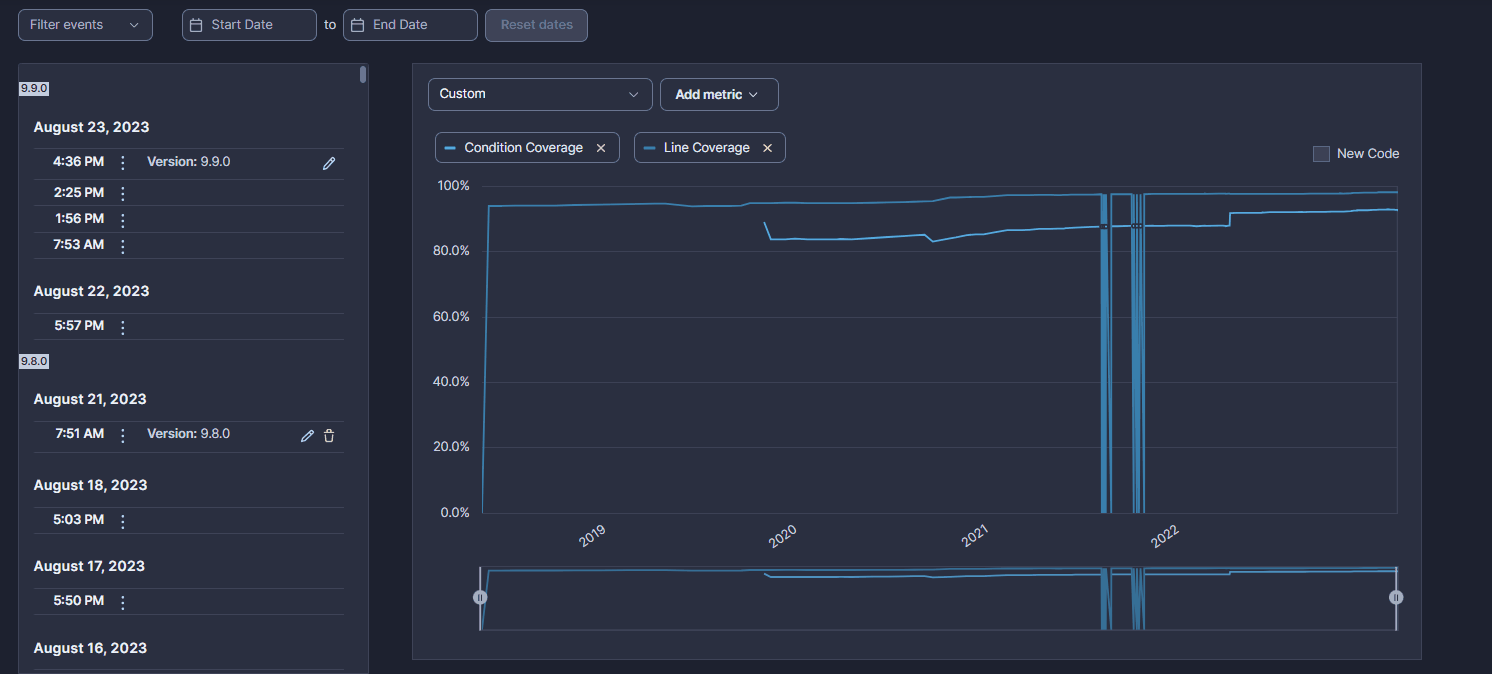 Filter events
Start Date
to
End Date
Reset dates
9.9.0
August 23, 2023
4:36 PM Version: 9.9.0
2:25 PM
1:56 PM
7:53 AM
August 22, 2023
5:57 PM
9.8.0
August 21, 2023
7:51 AM Version: 9.8.0
August 18, 2023
5:03 PM
August 17, 2023
5:50 PM
August 16, 2023
Custom
Add metric
Condition Coverage
Line Coverage
New Code
100%
80.0%
60.0%
40.0%
20.0%
0.0%
2019
2020
2021
2022